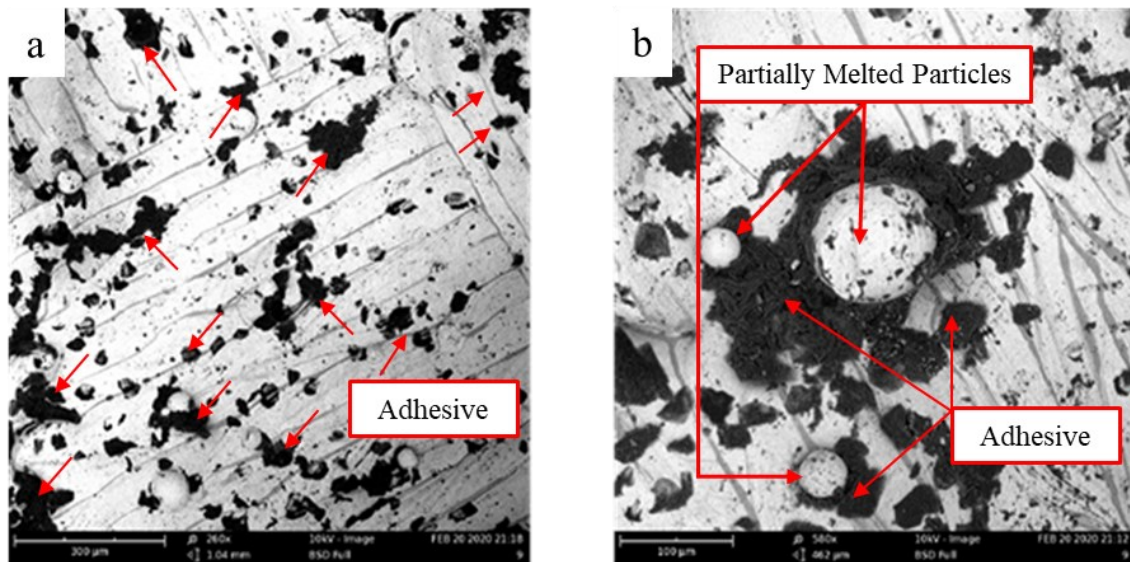 a
Adhesive
300 µm
260x
1.04 mm
10kV - Image
BSD Full
FEB 20 2020 21:18
9
b
Partially Melted Particles
Adhesive
100 µm
580x
462 µm
10kV - Image
BSD Full
FEB 20 2020 21:12
9